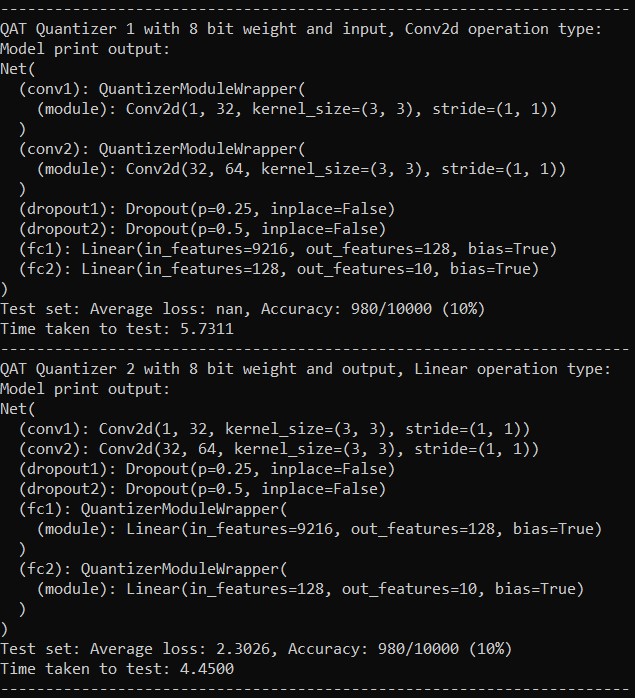 ----------------------------------------------------------------------
QAT Quantizer 1 with 8 bit weight and input, Conv2d operation type:
Model print output:
Net(
  (conv1): QuantizerModuleWrapper(
    (module): Conv2d(1, 32, kernel_size=(3, 3), stride=(1, 1))
  )
  (conv2): QuantizerModuleWrapper(
    (module): Conv2d(32, 64, kernel_size=(3, 3), stride=(1, 1))
  )
  (dropout1): Dropout(p=0.25, inplace=False)
  (dropout2): Dropout(p=0.5, inplace=False)
  (fc1): Linear(in_features=9216, out_features=128, bias=True)
  (fc2): Linear(in_features=128, out_features=10, bias=True)
)
Test set: Average loss: nan, Accuracy: 980/10000 (10%)
Time taken to test: 5.7311
----------------------------------------------------------------------
QAT Quantizer 2 with 8 bit weight and output, Linear operation type:
Model print output:
Net(
  (conv1): Conv2d(1, 32, kernel_size=(3, 3), stride=(1, 1))
  (conv2): Conv2d(32, 64, kernel_size=(3, 3), stride=(1, 1))
  (dropout1): Dropout(p=0.25, inplace=False)
  (dropout2): Dropout(p=0.5, inplace=False)
  (fc1): QuantizerModuleWrapper(
    (module): Linear(in_features=9216, out_features=128, bias=True)
  )
  (fc2): QuantizerModuleWrapper(
    (module): Linear(in_features=128, out_features=10, bias=True)
  )
)
Test set: Average loss: 2.3026, Accuracy: 980/10000 (10%)
Time taken to test: 4.4500
----------------------------------------------------------------------